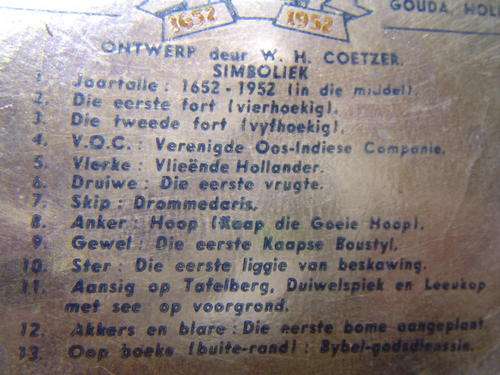 1652 1952
GOUDA, HOL
ONTWERP deur W. H. COETZER.
SIMBOLIEK
1. Jaartalle : 1652 - 1952 (in die middel).
2. Die eerste fort (vierhoekig).
3. Die tweede fort (vyfhoekig).
4. V.O.C. : Verenigde Oos-Indiese Companie.
5. Vlerke : Vlieënde Hollander.
6. Druiwe : Die eerste vrugte.
7. Skip : Drommedaris.
8. Anker : Hoop (Kaap die Goeie Hoop).
9. Gewel : Die eerste Kaapse Boustyl.
10. Ster : Die eerste liggie van beskawing.
11. Aansig op Tafelberg, Duiwelspiek en Leeukop
met see op voorgrond.
12. Akkers en blare : Die eerste bome aangeplant.
13. Oop boeke (buite-rand) : Bybel-godsdienssin.